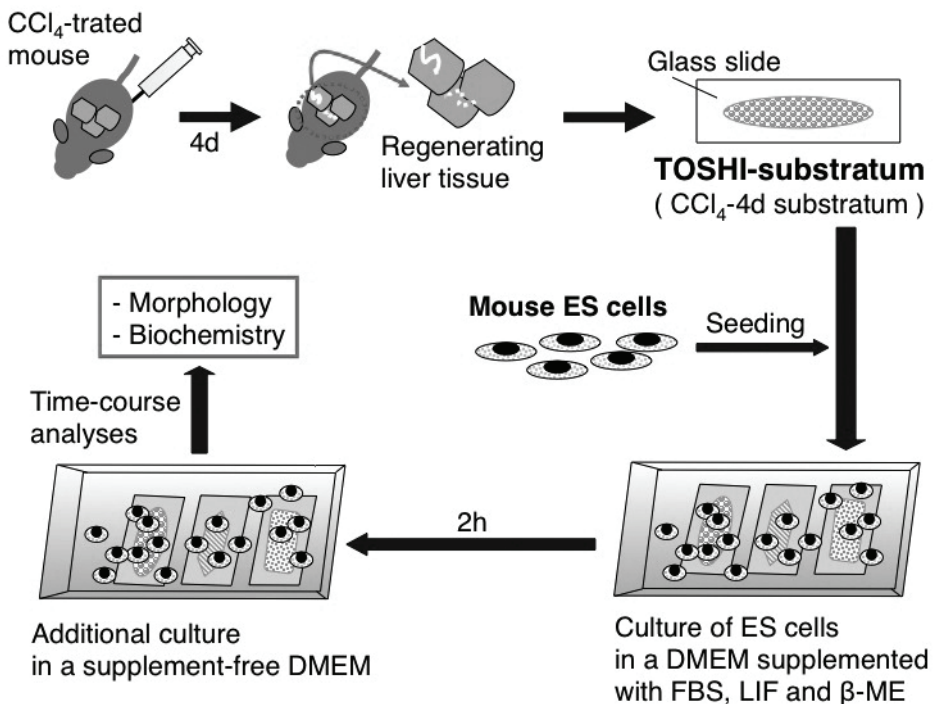 CCl₄-trated
mouse
4d
Regenerating
liver tissue
Glass slide
TOSHI-substratum
( CCl₄-4d substratum )
Mouse ES cells
Seeding
Culture of ES cells
in a DMEM supplemented
with FBS, LIF and β-ME
2h
Additional culture
in a supplement-free DMEM
Time-course
analyses
- Morphology
- Biochemistry